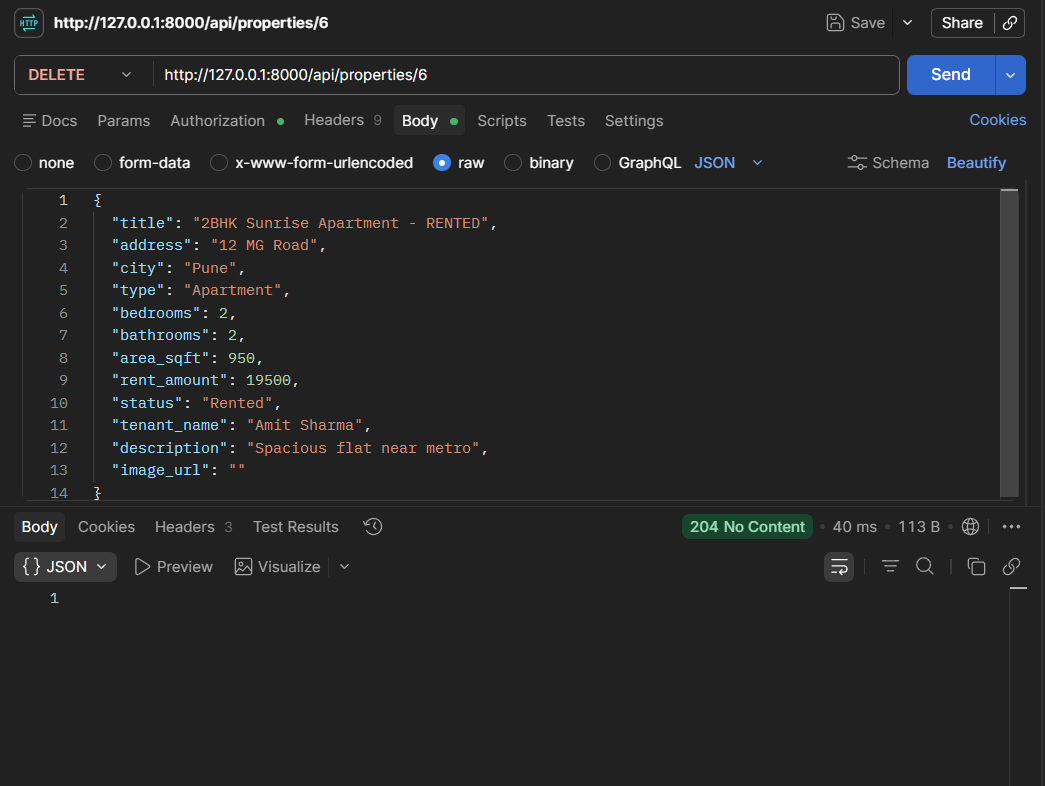 HTTP http://127.0.0.1:8000/api/properties/6 Save Share
DELETE http://127.0.0.1:8000/api/properties/6 Send
Docs Params Authorization Headers 9 Body Scripts Tests Settings Cookies
none form-data x-www-form-urlencoded raw binary GraphQL JSON Schema Beautify
1 {
2 "title": "2BHK Sunrise Apartment - RENTED",
3 "address": "12 MG Road",
4 "city": "Pune",
5 "type": "Apartment",
6 "bedrooms": 2,
7 "bathrooms": 2,
8 "area_sqft": 950,
9 "rent_amount": 19500,
10 "status": "Rented",
11 "tenant_name": "Amit Sharma",
12 "description": "Spacious flat near metro",
13 "image_url": ""
14 }
Body Cookies Headers 3 Test Results 204 No Content • 40 ms • 113 B •
{} JSON Preview Visualize
1